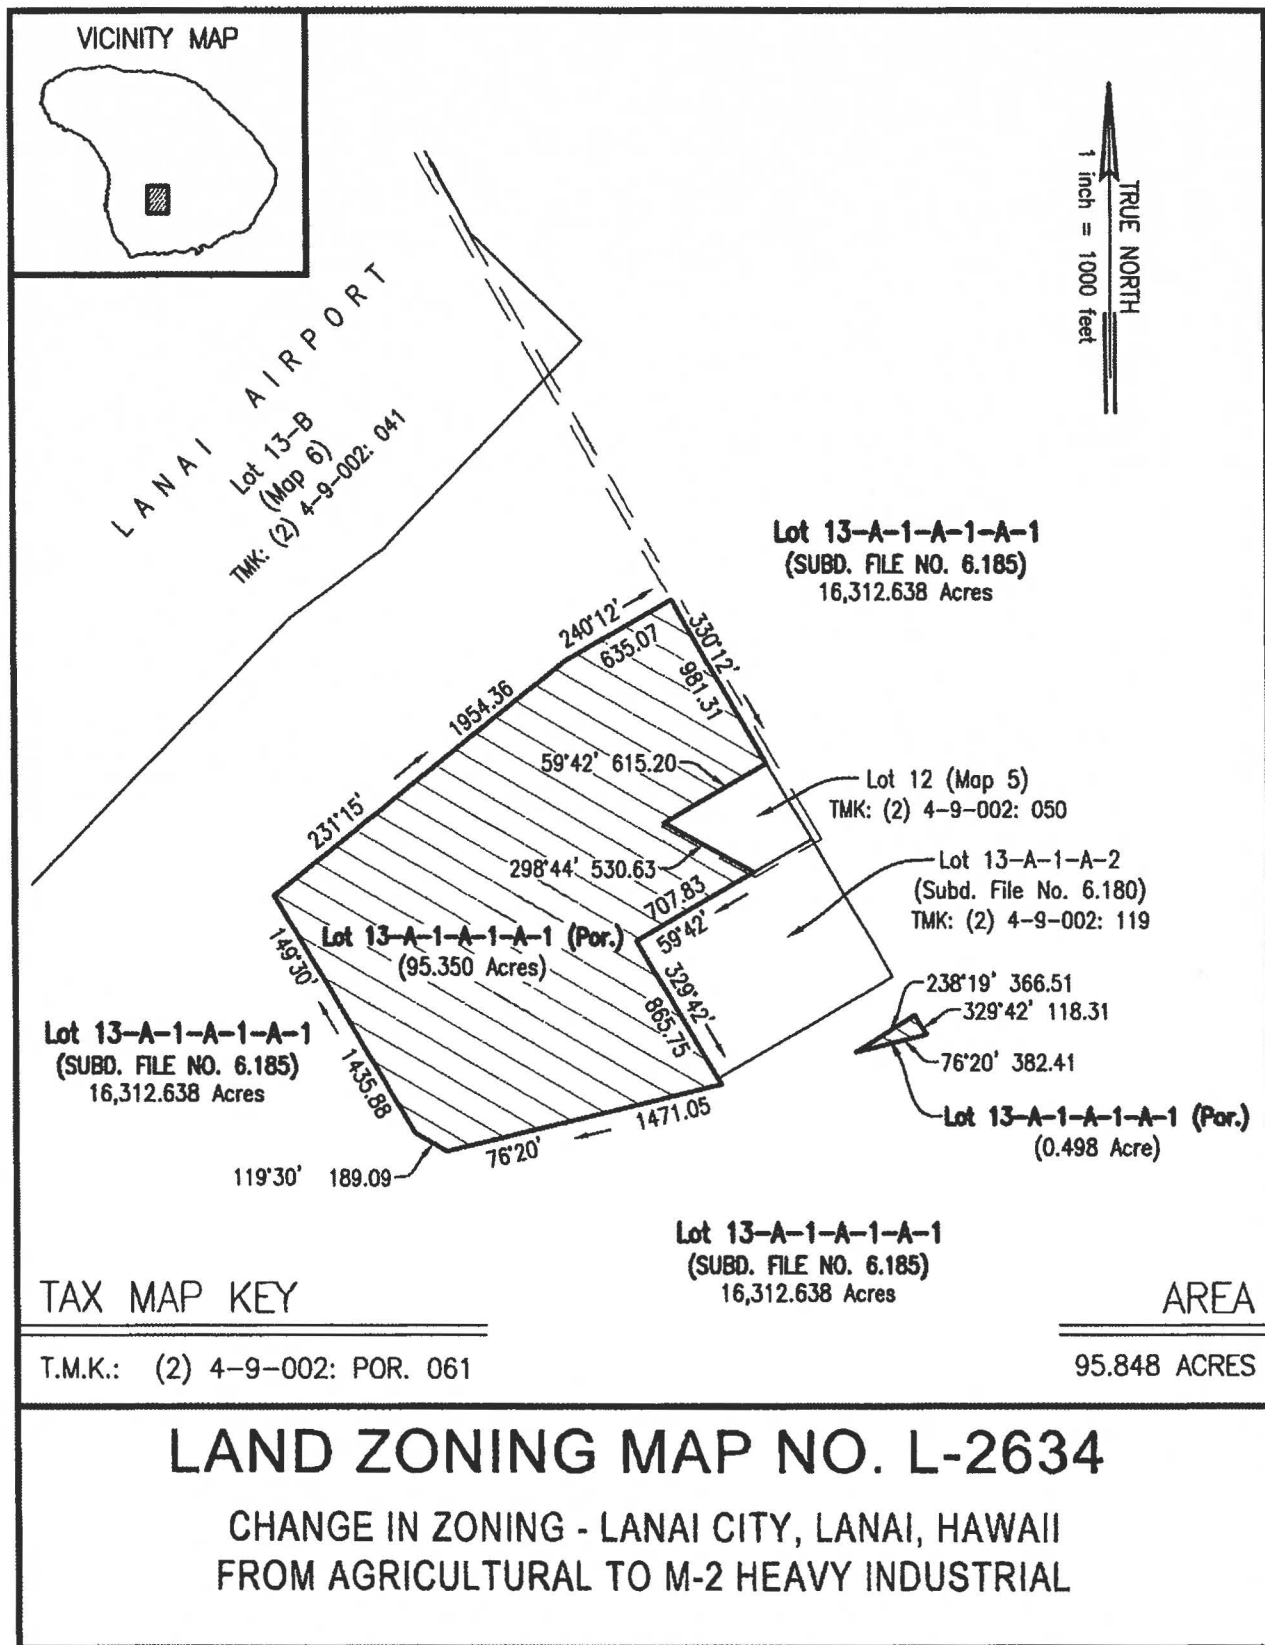 VICINITY MAP
TRUE NORTH
1 inch = 1000 feet
LANAI AIRPORT
Lot 13-B
(Map 6)
TMK: (2) 4-9-002: 041
Lot 13-A-1-A-1-A-1
(SUBD. FILE NO. 6.185)
16,312.638 Acres
240°12'
635.07
330°12'
981.31
1954.36
231°15'
59°42' 615.20
Lot 12 (Map 5)
TMK: (2) 4-9-002: 050
298°44' 530.63
Lot 13-A-1-A-2
(Subd. File No. 6.180)
TMK: (2) 4-9-002: 119
707.83
59°42'
Lot 13-A-1-A-1-A-1 (Por.)
(95.350 Acres)
149°30'
1435.88
329°42'
865.75
238°19' 366.51
329°42' 118.31
76°20' 382.41
Lot 13-A-1-A-1-A-1 (Por.)
(0.498 Acre)
Lot 13-A-1-A-1-A-1
(SUBD. FILE NO. 6.185)
16,312.638 Acres
1471.05
76°20'
119°30' 189.09
Lot 13-A-1-A-1-A-1
(SUBD. FILE NO. 6.185)
16,312.638 Acres
TAX MAP KEY
AREA
T.M.K.: (2) 4-9-002: POR. 061
95.848 ACRES
LAND ZONING MAP NO. L-2634
CHANGE IN ZONING - LANAI CITY, LANAI, HAWAII
FROM AGRICULTURAL TO M-2 HEAVY INDUSTRIAL